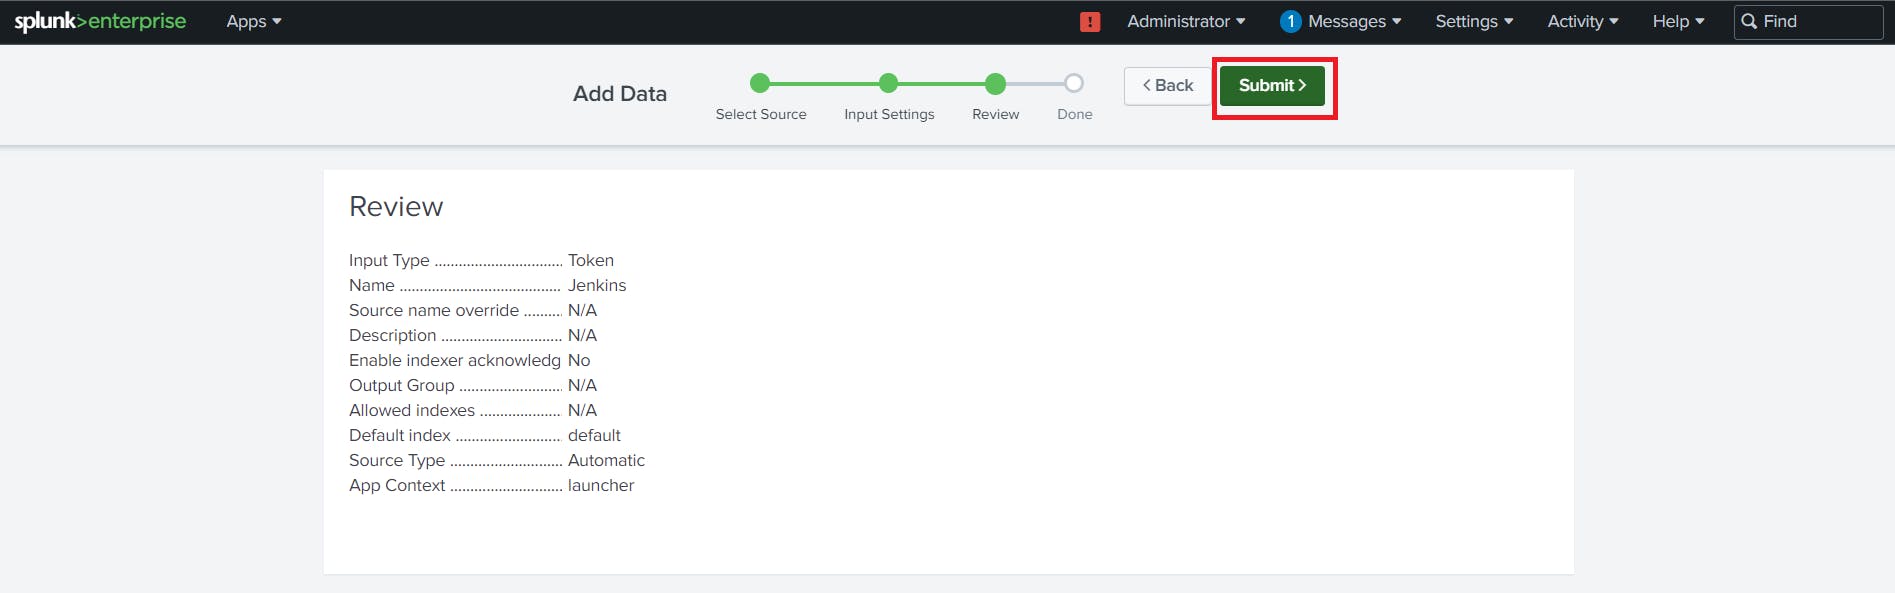 splunk>enterprise Apps ! Administrator 1 Messages Settings Activity Help Find
Add Data
Select Source Input Settings Review Done
< Back Submit >
Review
Input Type ................................ Token
Name ........................................ Jenkins
Source name override .......... N/A
Description .............................. N/A
Enable indexer acknowledg No
Output Group .......................... N/A
Allowed indexes ..................... N/A
Default index ........................... default
Source Type ............................ Automatic
App Context ............................ launcher